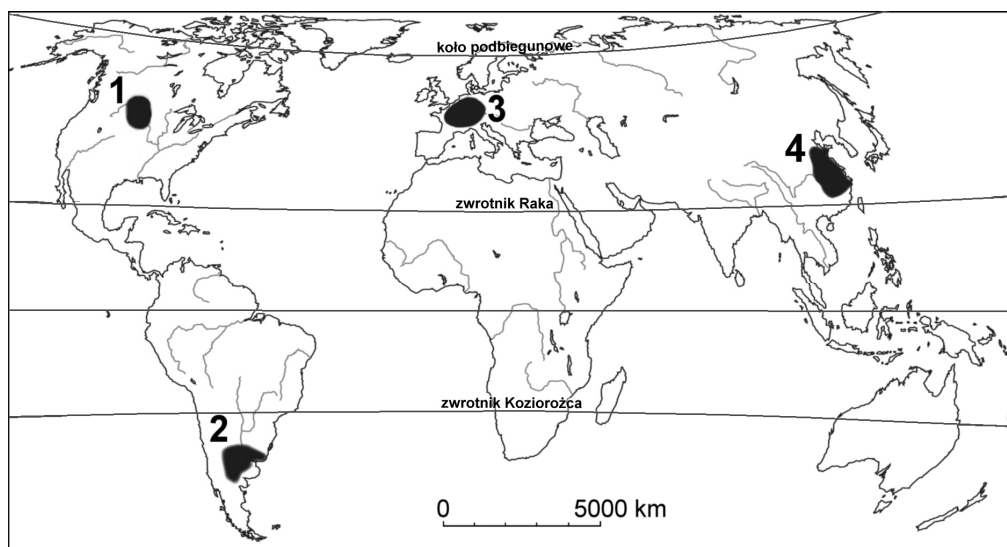 koło podbiegunowe
1
3
4
zwrotnik Raka
zwrotnik Koziorożca
2
0 5000 km